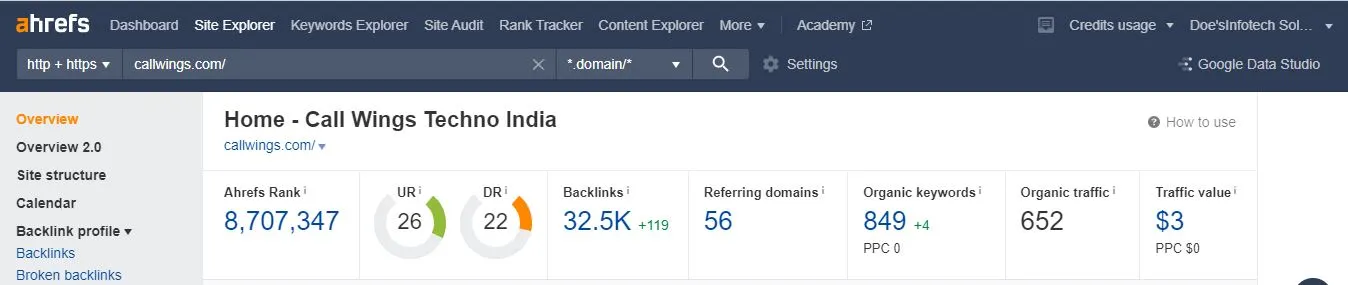 ahrefs Dashboard Site Explorer Keywords Explorer Site Audit Rank Tracker Content Explorer More Academy Credits usage Doe'sInfotech Sol...
http + https callwings.com/ *.domain/* Settings Google Data Studio
Overview
Overview 2.0
Site structure
Calendar
Backlink profile
Backlinks
Broken backlinks
Home - Call Wings Techno India
How to use
callwings.com/
Ahrefs Rank i
8,707,347
UR i
26
DR i
22
Backlinks i
32.5K +119
Referring domains i
56
Organic keywords i
849 +4
PPC 0
Organic traffic i
652
Traffic value i
$3
PPC $0